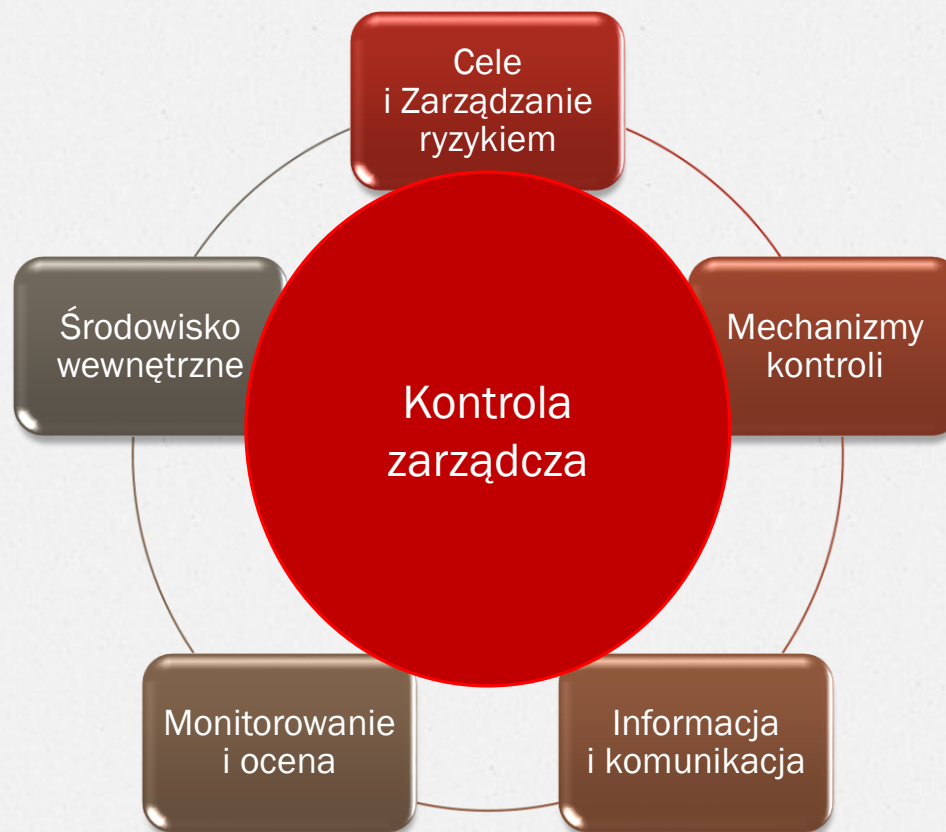 Cele
i Zarządzanie
ryzykiem
Środowisko
wewnętrzne
Mechanizmy
kontroli
Kontrola
zarządcza
Monitorowanie
i ocena
Informacja
i komunikacja